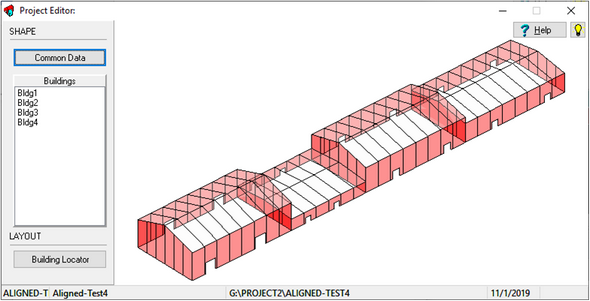 Project Editor:
SHAPE
Help
Common Data
Buildings
Bldg1
Bldg2
Bldg3
Bldg4
LAYOUT
Building Locator
ALIGNED-T Aligned-Test4 G:\PROJECT2\ALIGNED-TEST4 11/1/2019